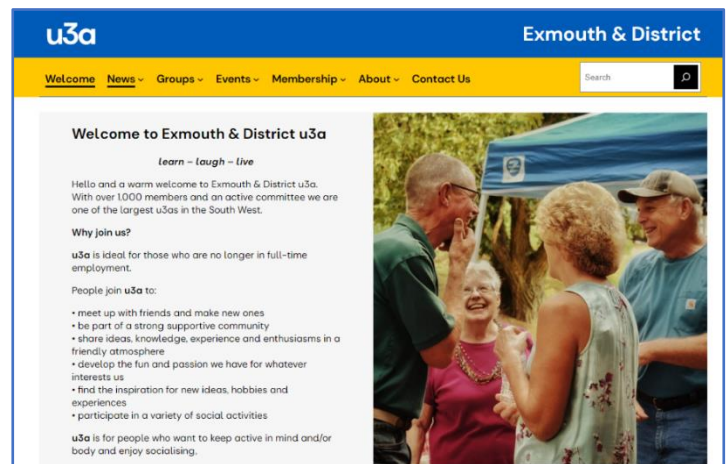 u3a
Exmouth & District
Welcome News Groups Events Membership About Contact Us
Search
Welcome to Exmouth & District u3a
learn – laugh – live
Hello and a warm welcome to Exmouth & District u3a.
With over 1,000 members and an active committee we are
one of the largest u3as in the South West.
Why join us?
u3a is ideal for those who are no longer in full-time
employment.
People join u3a to:
• meet up with friends and make new ones
• be part of a strong supportive community
• share ideas, knowledge, experience and enthusiasms in a
friendly atmosphere
• develop the fun and passion we have for whatever
interests us
• find the inspiration for new ideas, hobbies and
experiences
• participate in a variety of social activities
u3a is for people who want to keep active in mind and/or
body and enjoy socialising.